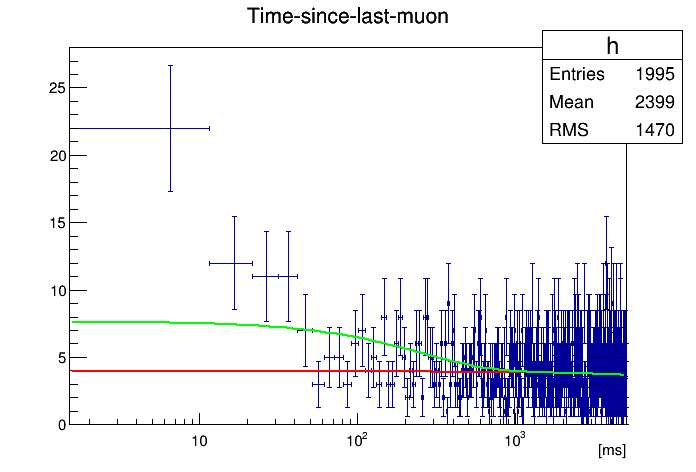 Time-since-last-muon
h
Entries 1995
Mean 2399
RMS 1470
25
20
15
10
5
0
10 10² 10³
[ms]